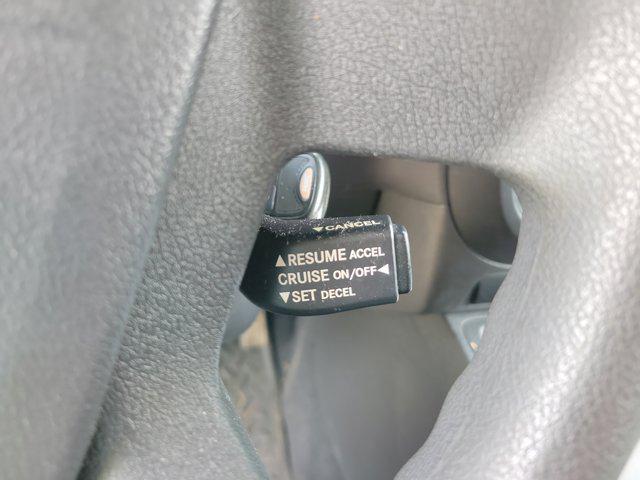 ▼CANCEL
▲RESUME ACCEL
CRUISE ON/OFF◀
▼SET DECEL